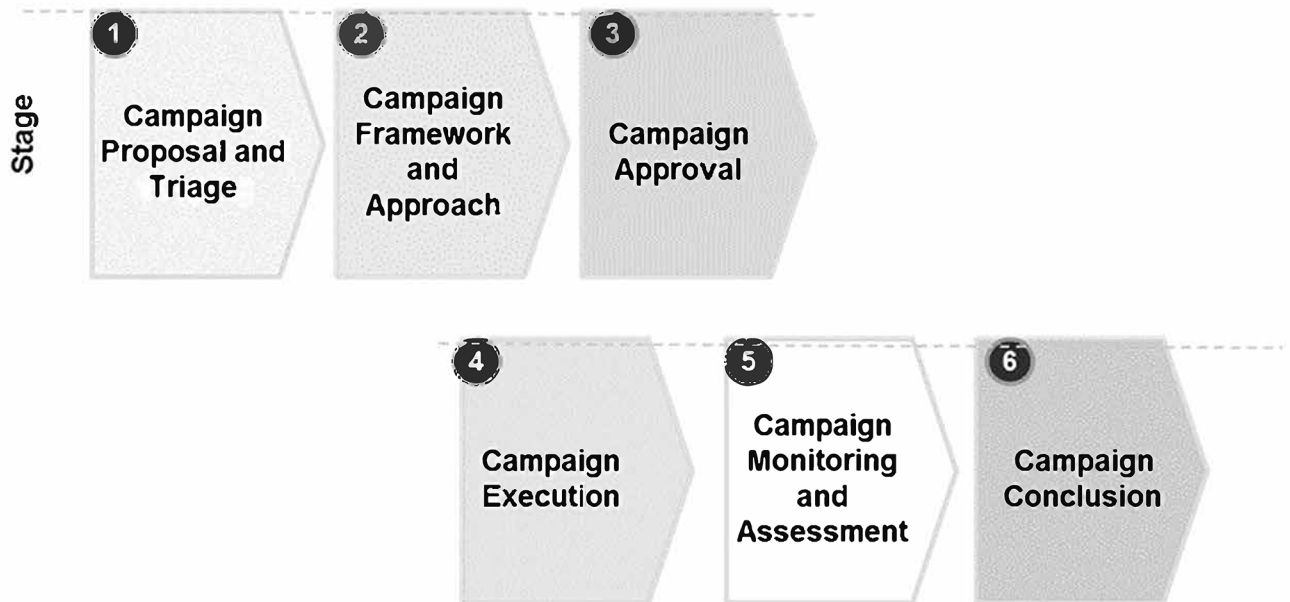 Stage
1
Campaign
Proposal and
Triage
2
Campaign
Framework
and
Approach
3
Campaign
Approval
4
Campaign
Execution
5
Campaign
Monitoring
and
Assessment
6
Campaign
Conclusion